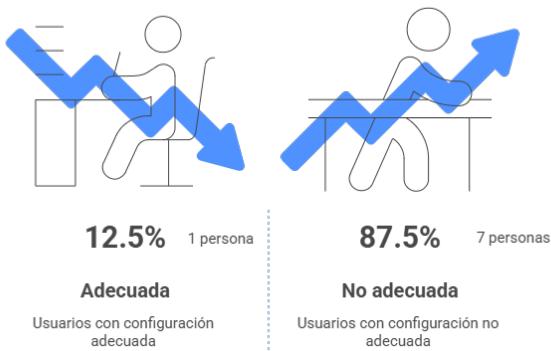 12.5% 1 persona
Adecuada
Usuarios con configuración
adecuada
87.5% 7 personas
No adecuada
Usuarios con configuración no
adecuada